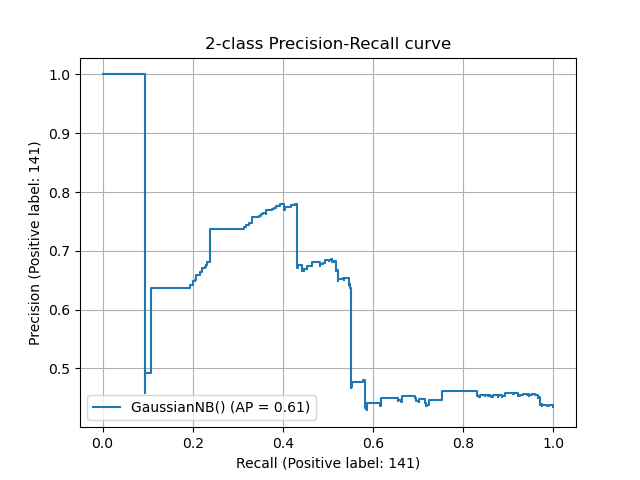 2-class Precision-Recall curve
Precision (Positive label: 141)
1.0
0.9
0.8
0.7
0.6
0.5
GaussianNB() (AP = 0.61)
0.0 0.2 0.4 0.6 0.8 1.0
Recall (Positive label: 141)